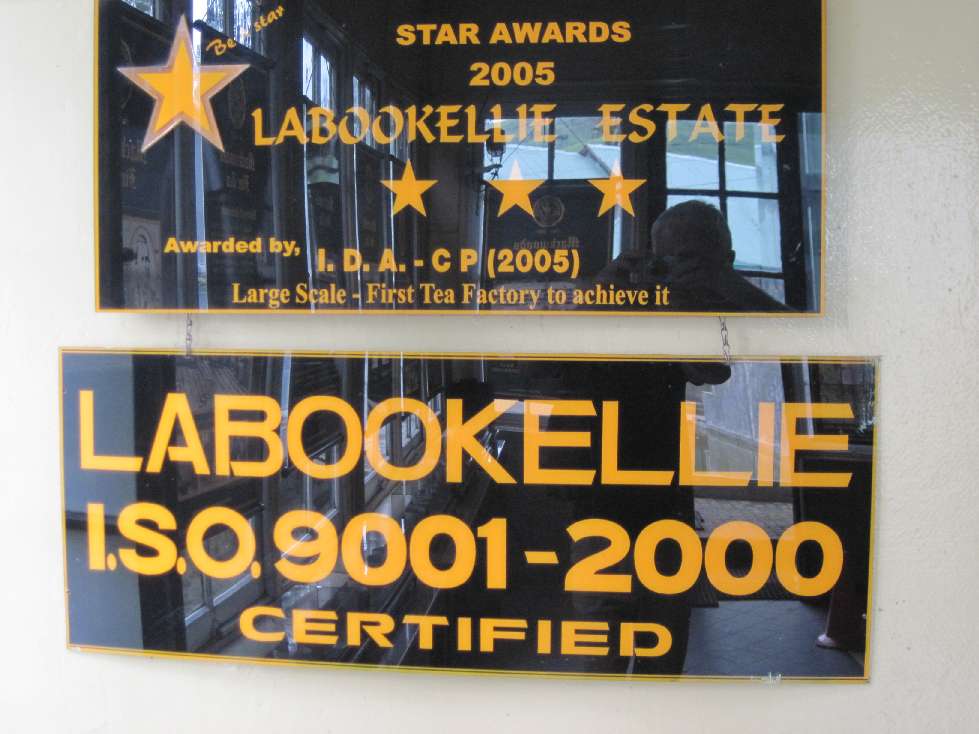 Best star
STAR AWARDS
2005
LABOOKELLIE ESTATE
Awarded by,
I. D. A. - C P (2005)
Large Scale - First Tea Factory to achieve it
LABOOKELLIE
I.S.O. 9001-2000
CERTIFIED